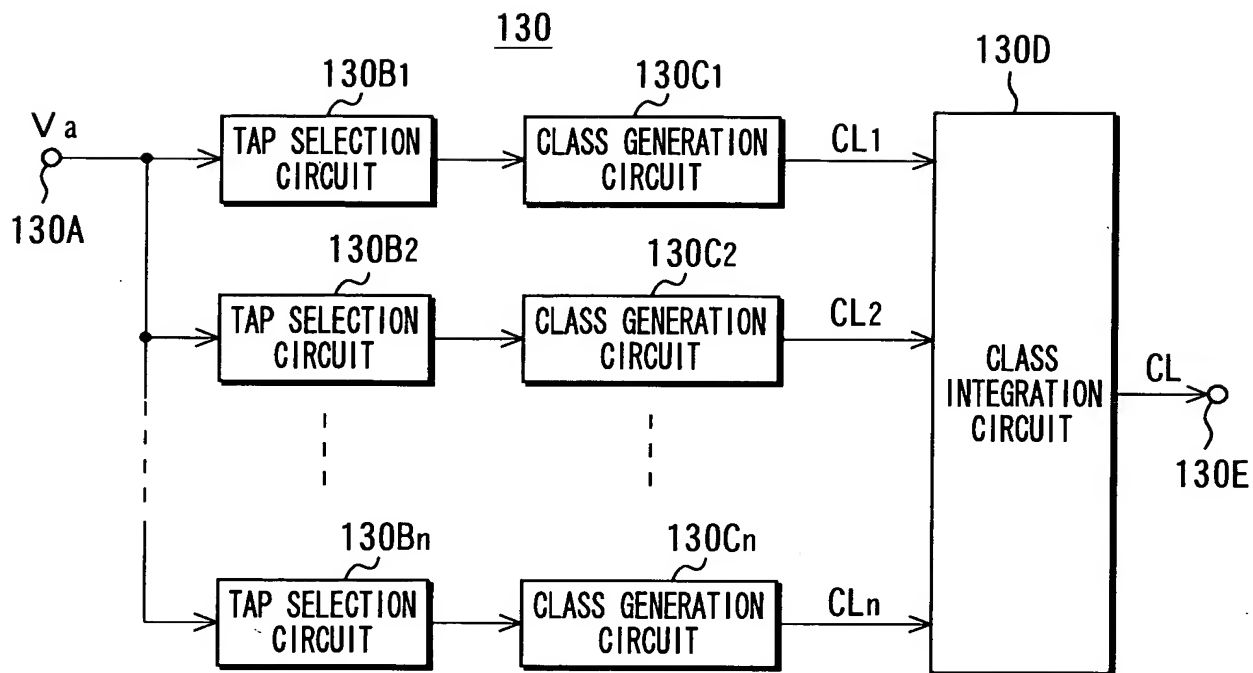 130
130B1
130C1
130D
Va
TAP SELECTION
CIRCUIT
CLASS GENERATION
CIRCUIT
CL1
130A
130B2
130C2
TAP SELECTION
CIRCUIT
CLASS GENERATION
CIRCUIT
CL2
CLASS
INTEGRATION
CIRCUIT
CL
130E
130Bn
130Cn
TAP SELECTION
CIRCUIT
CLASS GENERATION
CIRCUIT
CLn